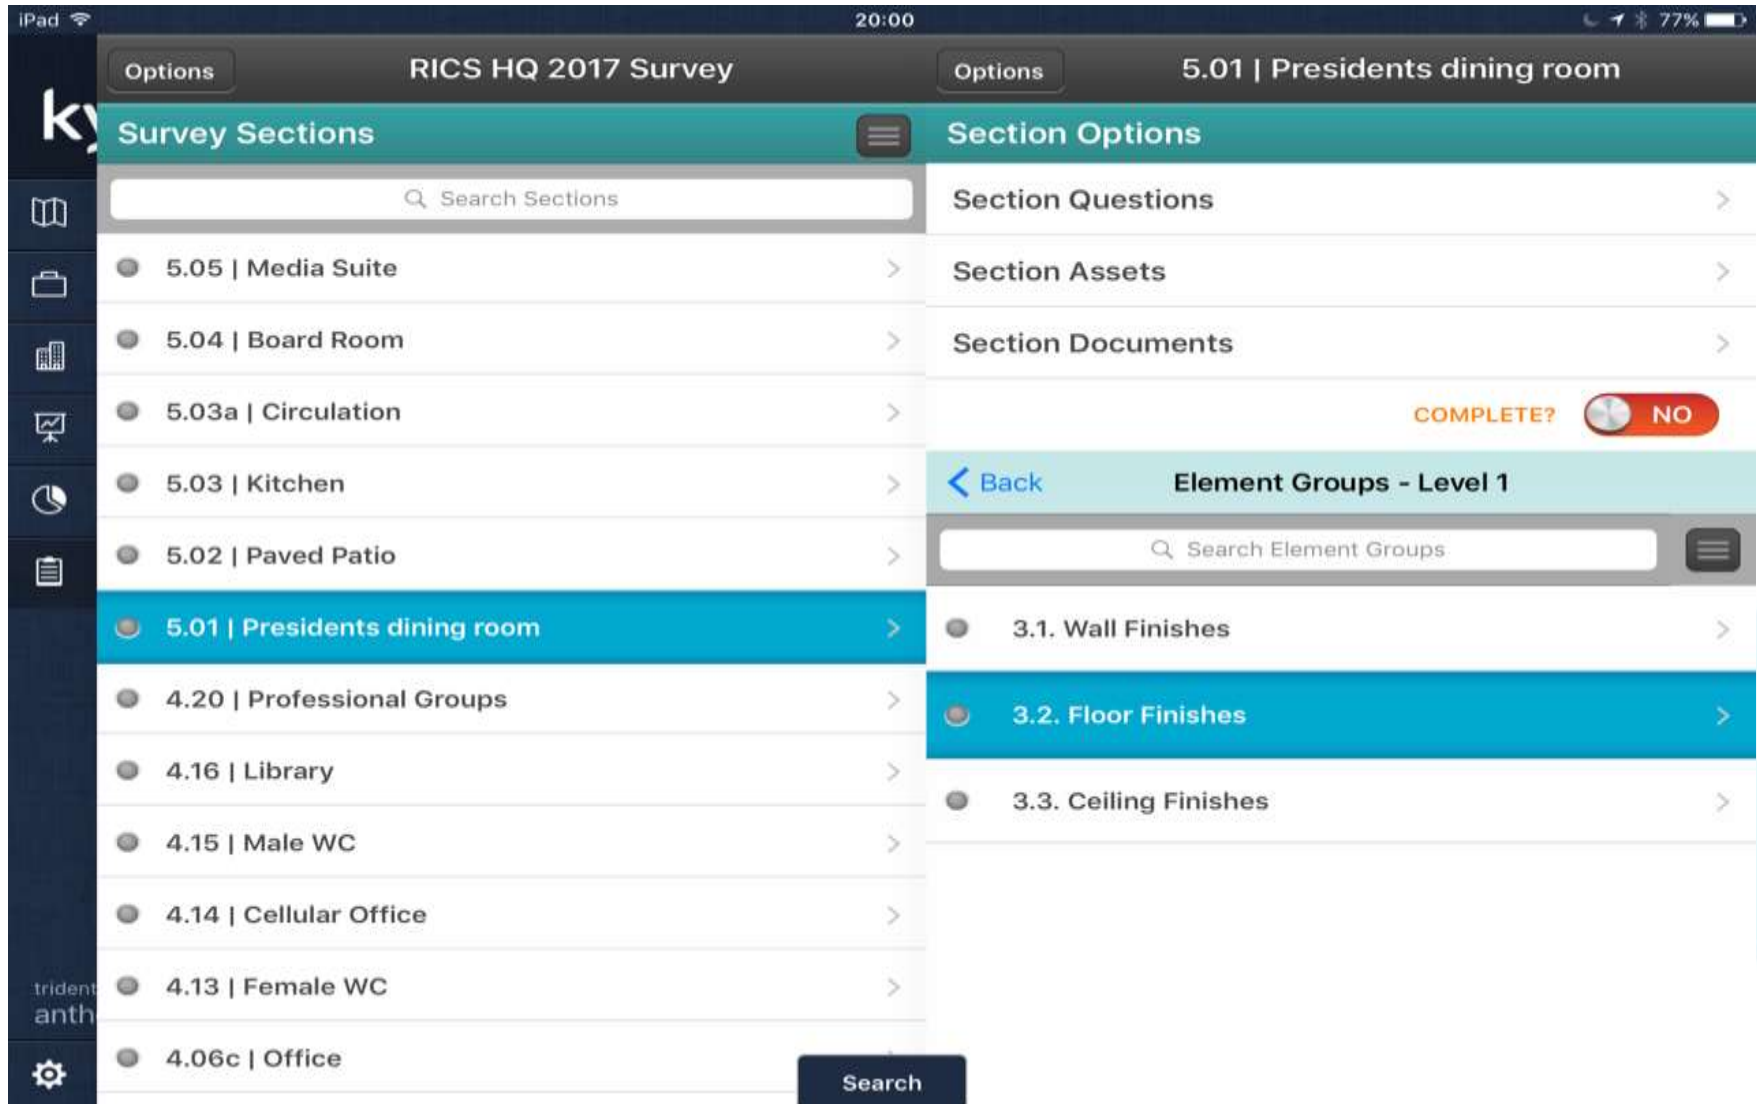 iPad
20:00
77%
ky
Options
RICS HQ 2017 Survey
Options
5.01 | Presidents dining room
Survey Sections
Search Sections
5.05 | Media Suite
5.04 | Board Room
5.03a | Circulation
5.03 | Kitchen
5.02 | Paved Patio
5.01 | Presidents dining room
4.20 | Professional Groups
4.16 | Library
4.15 | Male WC
4.14 | Cellular Office
4.13 | Female WC
4.06c | Office
Search
Section Options
Section Questions
Section Assets
Section Documents
COMPLETE? NO
Back
Element Groups - Level 1
Search Element Groups
3.1. Wall Finishes
3.2. Floor Finishes
3.3. Ceiling Finishes
trident
anth